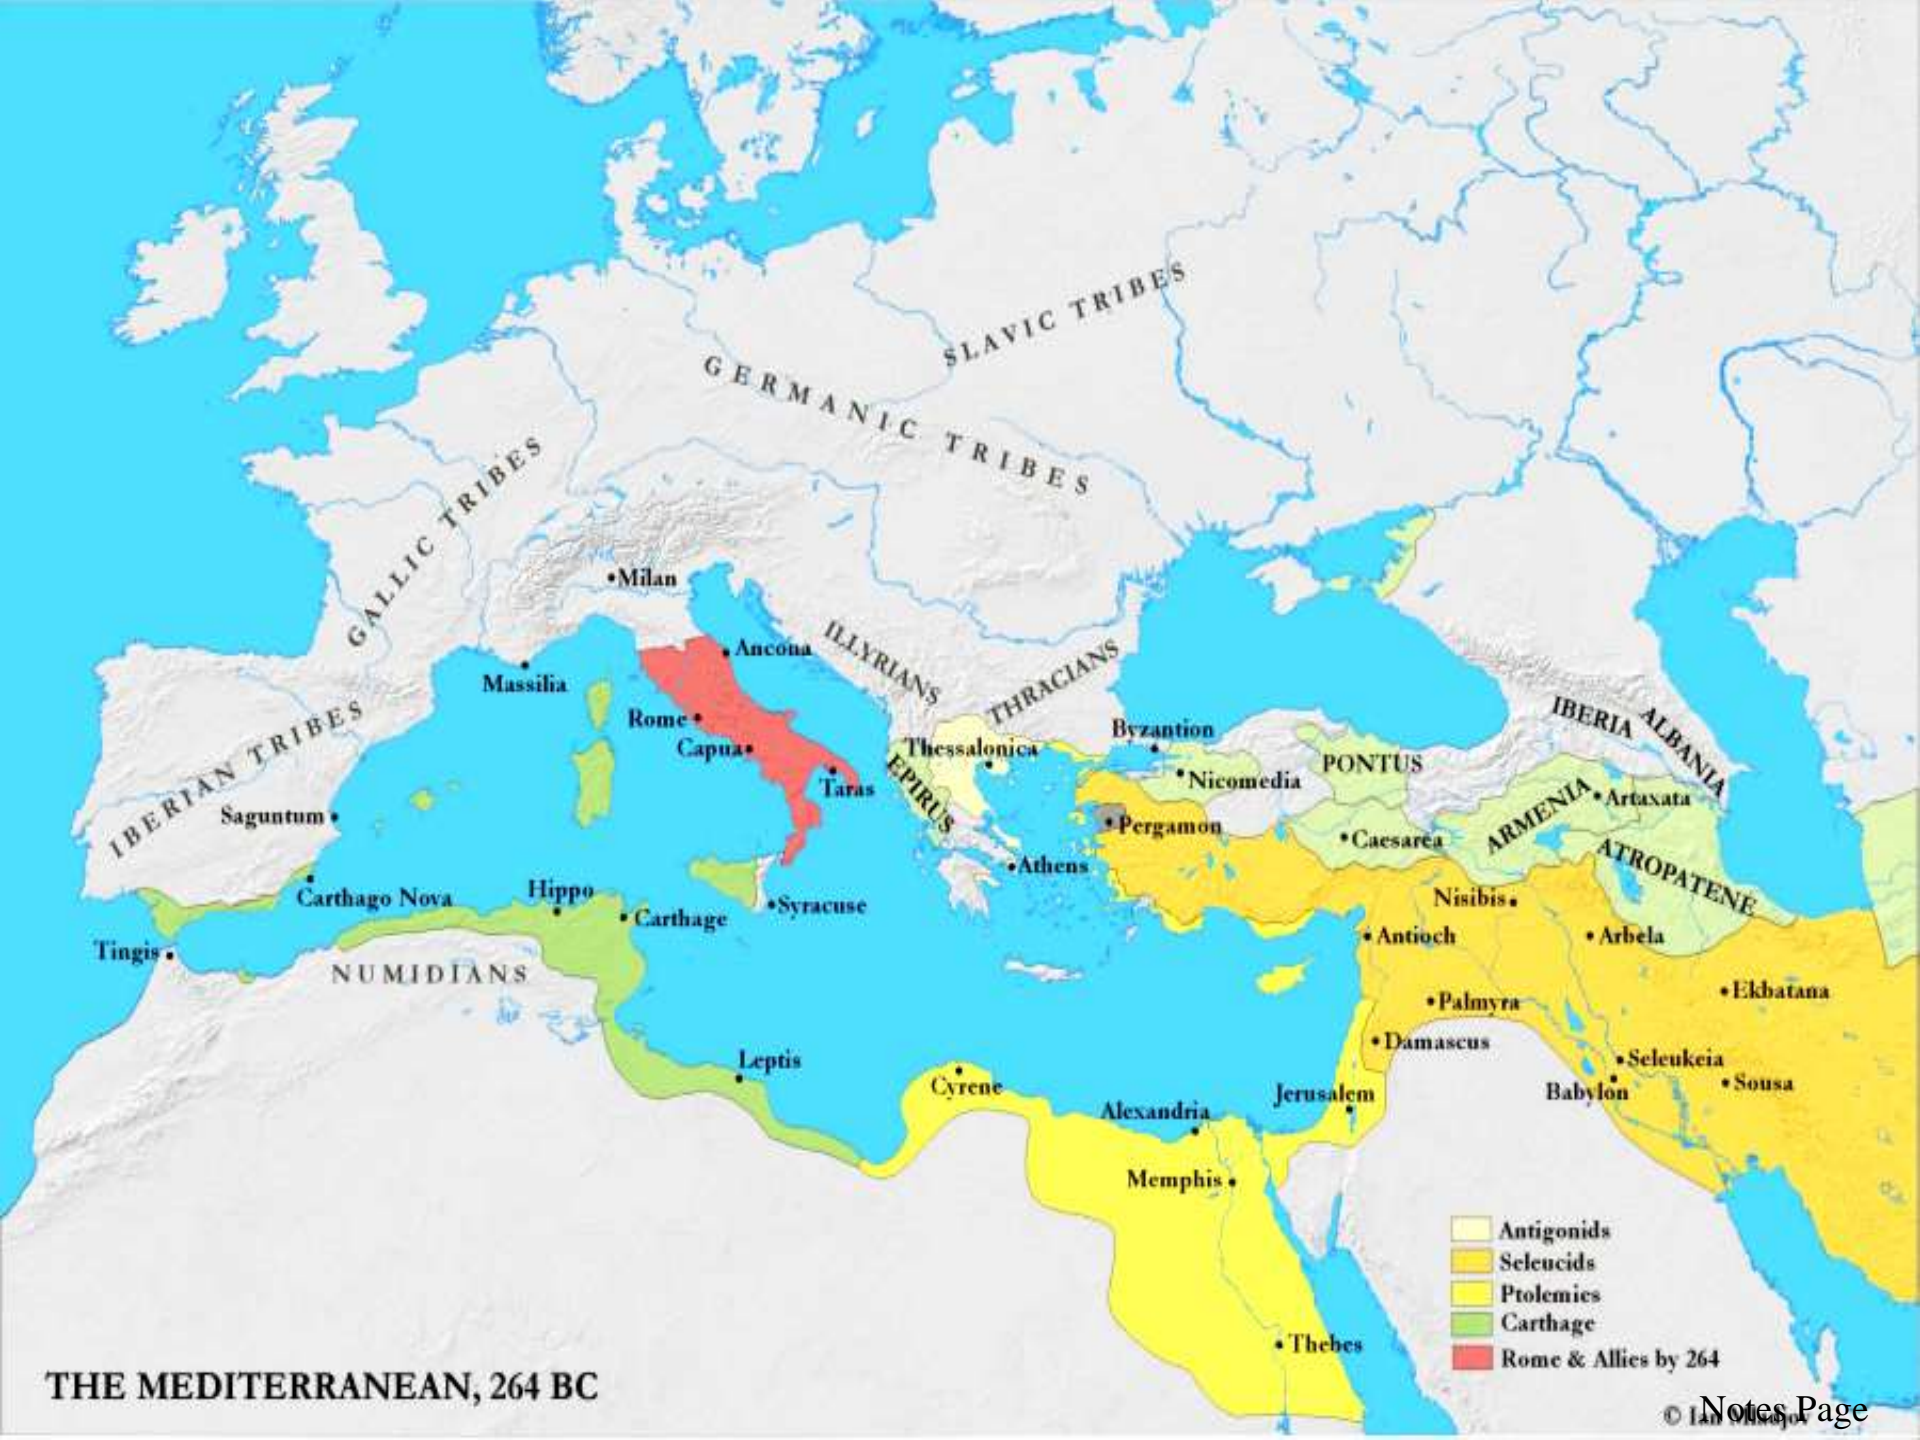 SLAVIC TRIBES
GERMANIC TRIBES
GALLIC TRIBES
Milan
ILLYRIANS
Ancona
THRACIANS
Massilia
IBERIA
ALBANIA
IBERIAN TRIBES
Rome
Byzantion
Capua
Thessalonica
PONTUS
Taras
EPIRUS
Nicomedia
ARMENIA
Artaxata
Saguntum
Pergamon
Caesarea
Athens
ATROPATENE
Carthago Nova
Hippo
Nisibis
Syracuse
Carthage
Tingis
Antioch
Arbela
NUMIDIANS
Ekbatana
Palmyra
Damascus
Leptis
Seleukeia
Cyrene
Sousa
Jerusalem
Babylon
Alexandria
Memphis
Antigonids
Seleucids
Ptolemies
Carthage
Thebes
Rome & Allies by 264
THE MEDITERRANEAN, 264 BC
© Ian
Notes Page